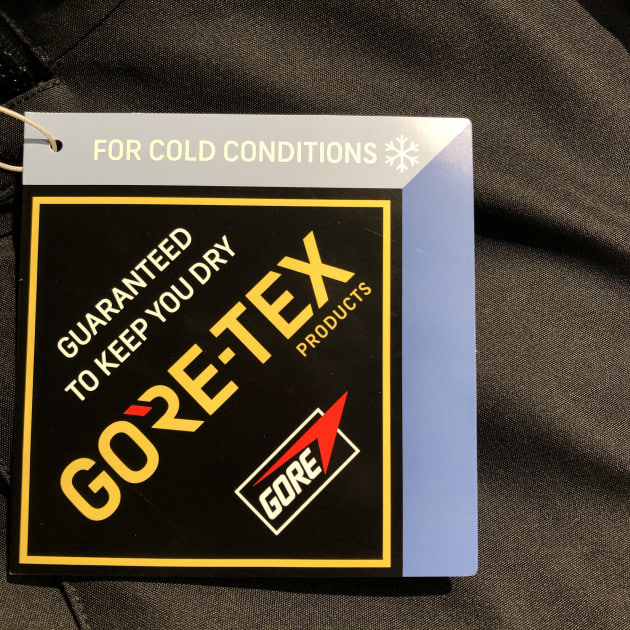 FOR COLD CONDITIONS
GUARANTEED
TO KEEP YOU DRY
GORE-TEX
PRODUCTS
GORE